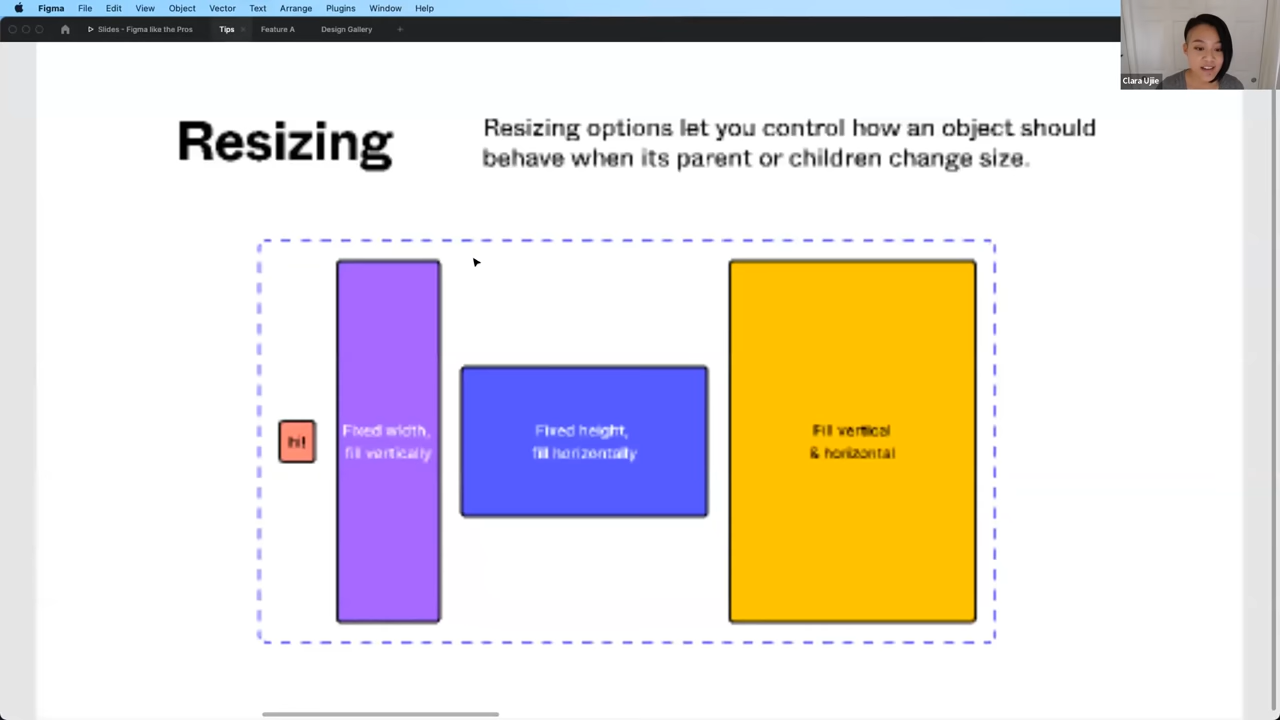 Figma File Edit View Object Vector Text Arrange Plugins Window Help
Slides - Figma like the Pros Tips Feature A Design Gallery
Clara Ujiie
Resizing
Resizing options let you control how an object should
behave when its parent or children change size.
hi!
Fixed width,
fill vertically
Fixed height,
fill horizontally
Fill vertical
& horizontal